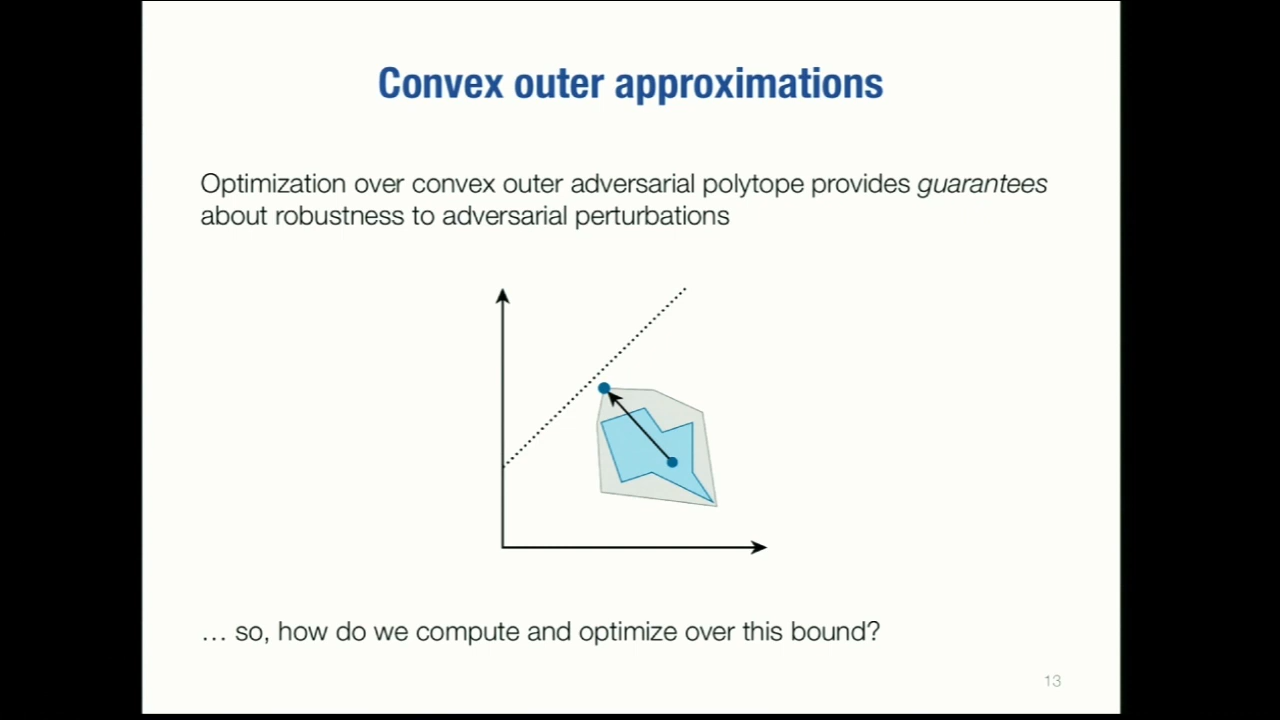 Convex outer approximations
Optimization over convex outer adversarial polytope provides guarantees
about robustness to adversarial perturbations
… so, how do we compute and optimize over this bound?
13